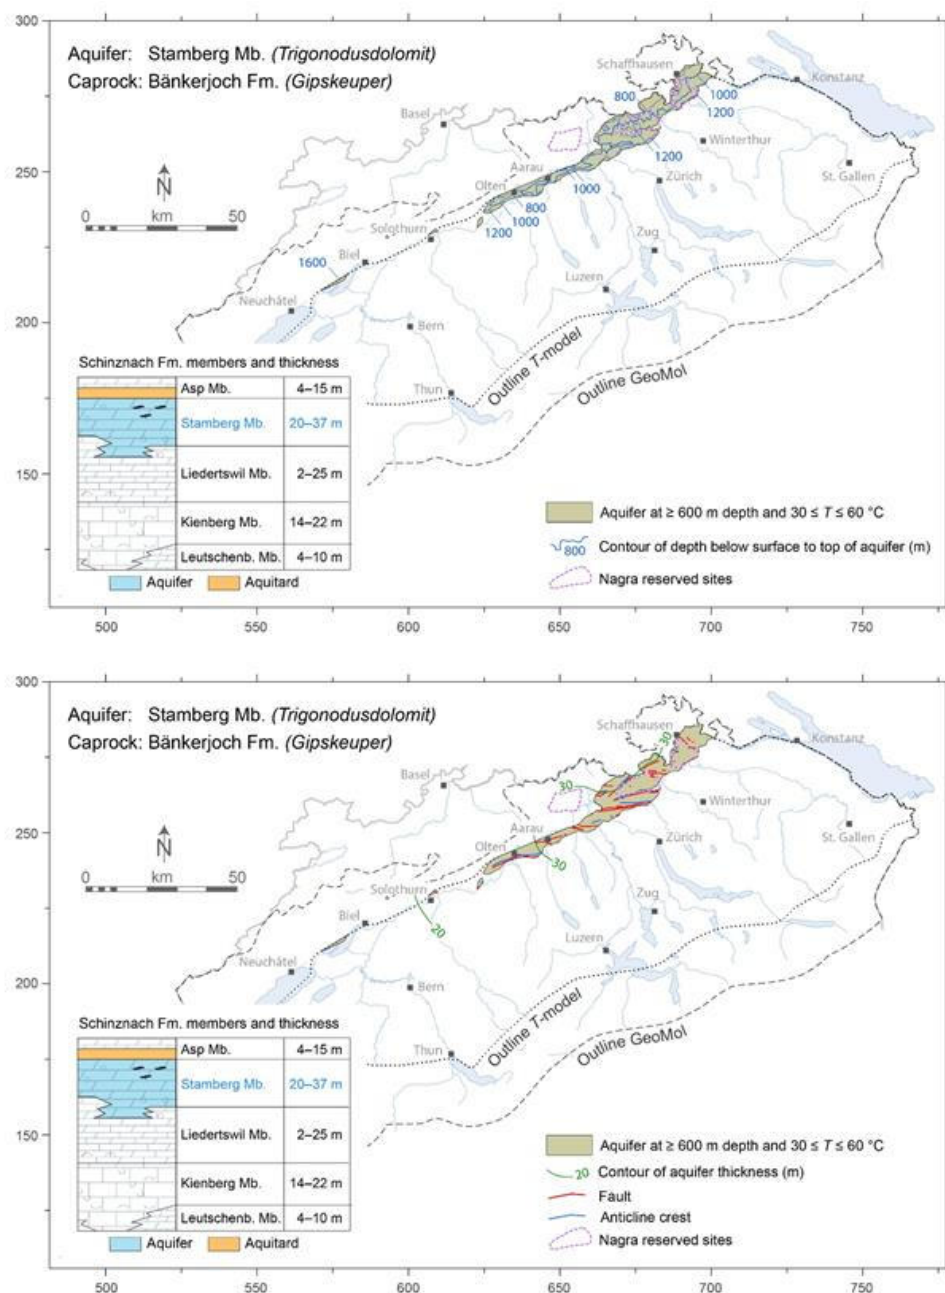 300
Aquifer: Stamberg Mb. (Trigonodusdolomit)
Caprock: Bänkerjoch Fm. (Gipskeuper)
Schaffhausen
Konstanz
800
1000
1200
Basel
250
Winterthur
Aarau
1200
St. Gallen
N
Olten
1000
Zürich
0 km 50
800
1000
Solothurn
1200
Zug
Biel
1600
Luzern
Neuchâtel
200
Bern
Outline T-model
Thun
Outline GeoMol
Schinznach Fm. members and thickness
Asp Mb. 4–15 m
Stamberg Mb. 20–37 m
Liedertswil Mb. 2–25 m
150
Kienberg Mb. 14–22 m
Leutschenb. Mb. 4–10 m
Aquifer Aquitard
Aquifer at ≥ 600 m depth and 30 ≤ T ≤ 60 °C
800 Contour of depth below surface to top of aquifer (m)
Nagra reserved sites
500 550 600 650 700 750
300
Aquifer: Stamberg Mb. (Trigonodusdolomit)
Caprock: Bänkerjoch Fm. (Gipskeuper)
Schaffhausen
30
Konstanz
Basel
30
Winterthur
250
Aarau
St. Gallen
N
Olten
30
Zürich
0 km 50
Solothurn
20
Zug
Biel
Luzern
Neuchâtel
200
Bern
Outline T-model
Thun
Outline GeoMol
Schinznach Fm. members and thickness
Asp Mb. 4–15 m
Stamberg Mb. 20–37 m
Liedertswil Mb. 2–25 m
150
Kienberg Mb. 14–22 m
Leutschenb. Mb. 4–10 m
Aquifer Aquitard
Aquifer at ≥ 600 m depth and 30 ≤ T ≤ 60 °C
20 Contour of aquifer thickness (m)
Fault
Anticline crest
Nagra reserved sites
500 550 600 650 700 750